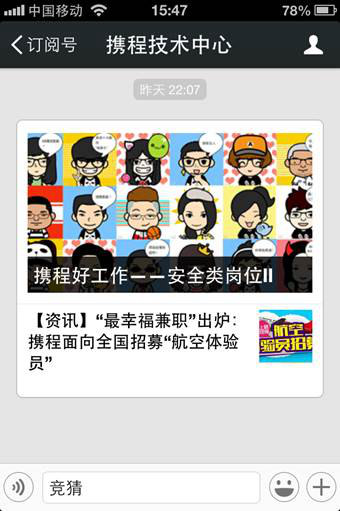 中国移动 15:47 78%
订阅号 携程技术中心
昨天 22:07
携程好工作——安全类岗位II
【资讯】“最幸福兼职”出炉：
携程面向全国招募“航空体验
员”
航空
验员招募
竞猜